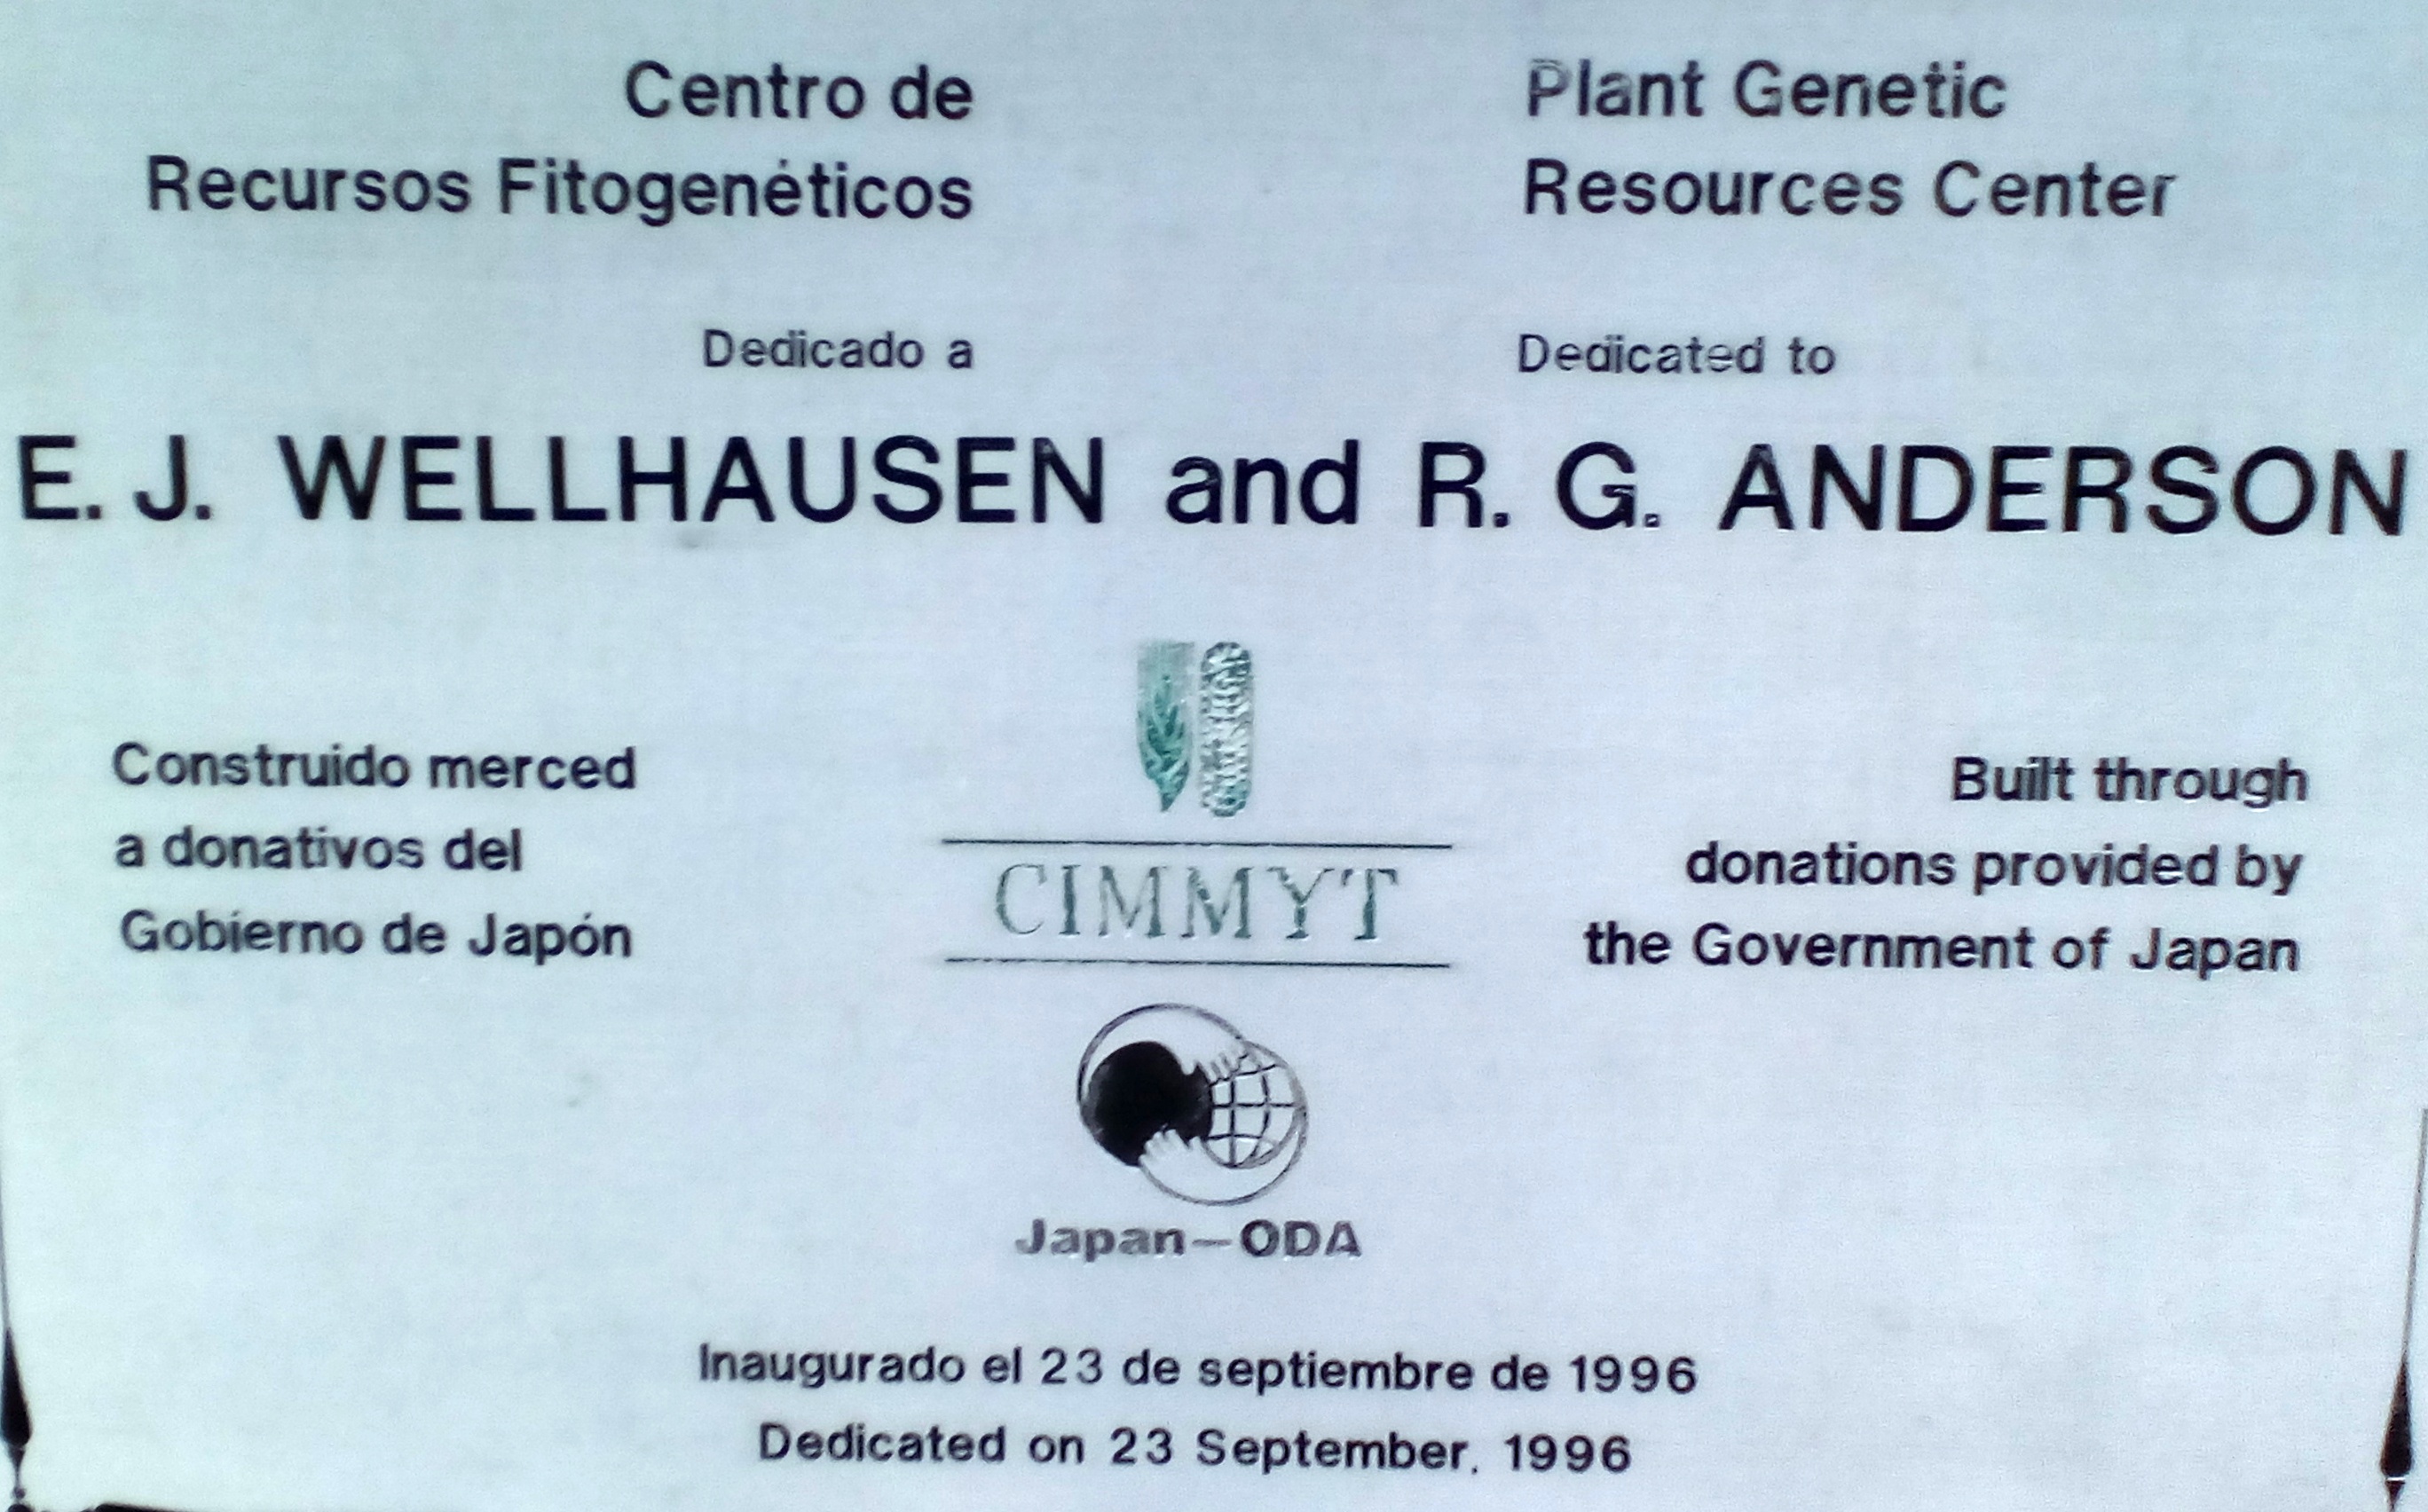 Centro de
Recursos Fitogenéticos
Plant Genetic
Resources Center
Dedicado a
Dedicated to
E. J. WELLHAUSEN and R. G. ANDERSON
Construido merced
a donativos del
Gobierno de Japón
CIMMYT
Built through
donations provided by
the Government of Japan
Japan—ODA
Inaugurado el 23 de septiembre de 1996
Dedicated on 23 September, 1996